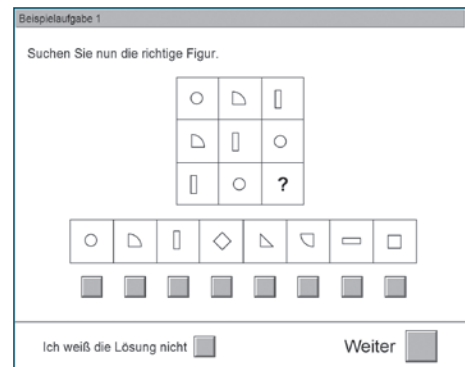 Beispielaufgabe 1
Suchen Sie nun die richtige Figur.
?
Ich weiß die Lösung nicht
Weiter